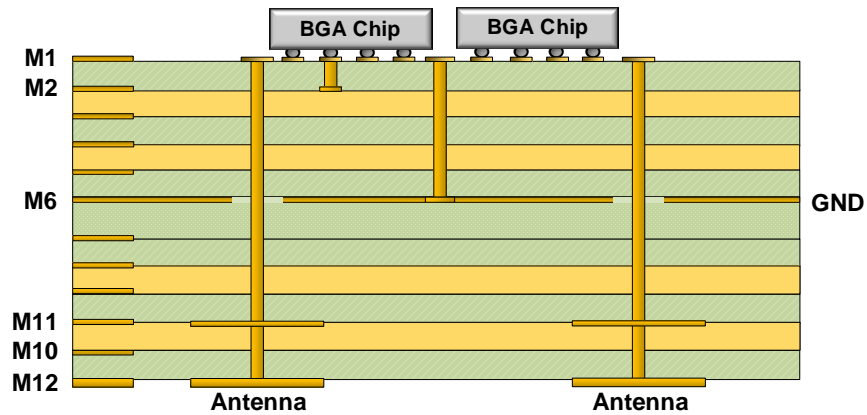 BGA Chip
BGA Chip
M1
M2
M6
GND
M11
M10
M12
Antenna
Antenna